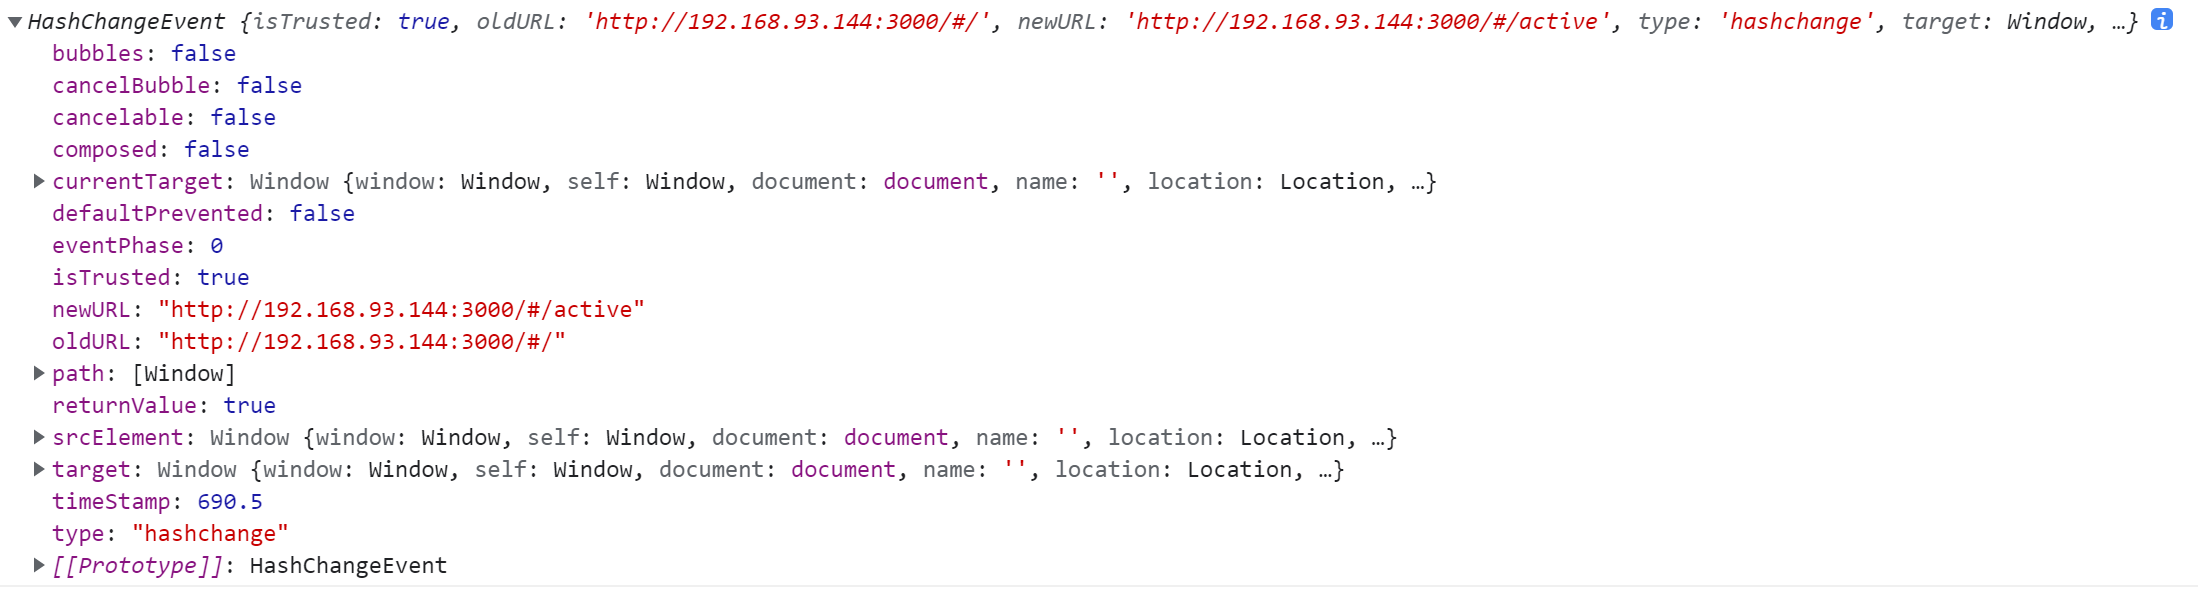 ▼HashChangeEvent {isTrusted: true, oldURL: 'http://192.168.93.144:3000/#/', newURL: 'http://192.168.93.144:3000/#/active', type: 'hashchange', target: Window, …} i
bubbles: false
cancelBubble: false
cancelable: false
composed: false
▶currentTarget: Window {window: Window, self: Window, document: document, name: '', location: Location, …}
defaultPrevented: false
eventPhase: 0
isTrusted: true
newURL: "http://192.168.93.144:3000/#/active"
oldURL: "http://192.168.93.144:3000/#/"
▶path: [Window]
returnValue: true
▶srcElement: Window {window: Window, self: Window, document: document, name: '', location: Location, …}
▶target: Window {window: Window, self: Window, document: document, name: '', location: Location, …}
timeStamp: 690.5
type: "hashchange"
▶[[Prototype]]: HashChangeEvent